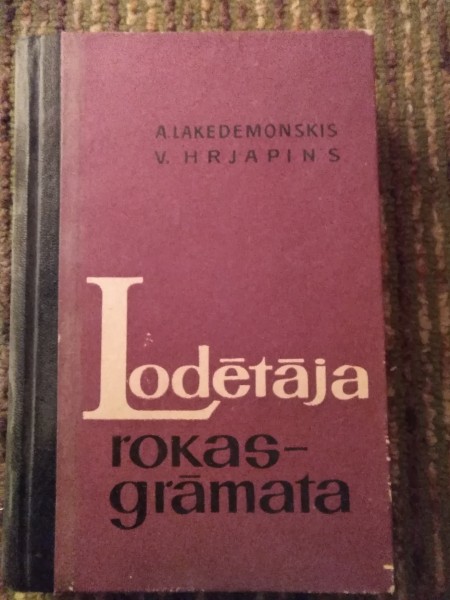 A.LAKEDEMONSKIS
V. HRJAPINS
Lodētāja
rokas-
grāmata